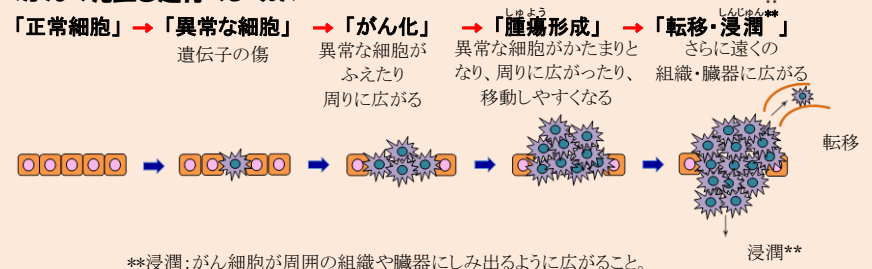 「正常細胞」 → 「異常な細胞」 → 「がん化」 → 「腫瘍形成」 → 「転移・浸潤**」
しゅよう
しんじゅん
遺伝子の傷
異常な細胞が
ふえたり
周りに広がる
異常な細胞がかたまりと
なり、周りに広がったり、
移動しやすくなる
さらに遠くの
組織・臓器に広がる
転移
浸潤**
**浸潤：がん細胞が周囲の組織や臓器にしみ出るように広がること。